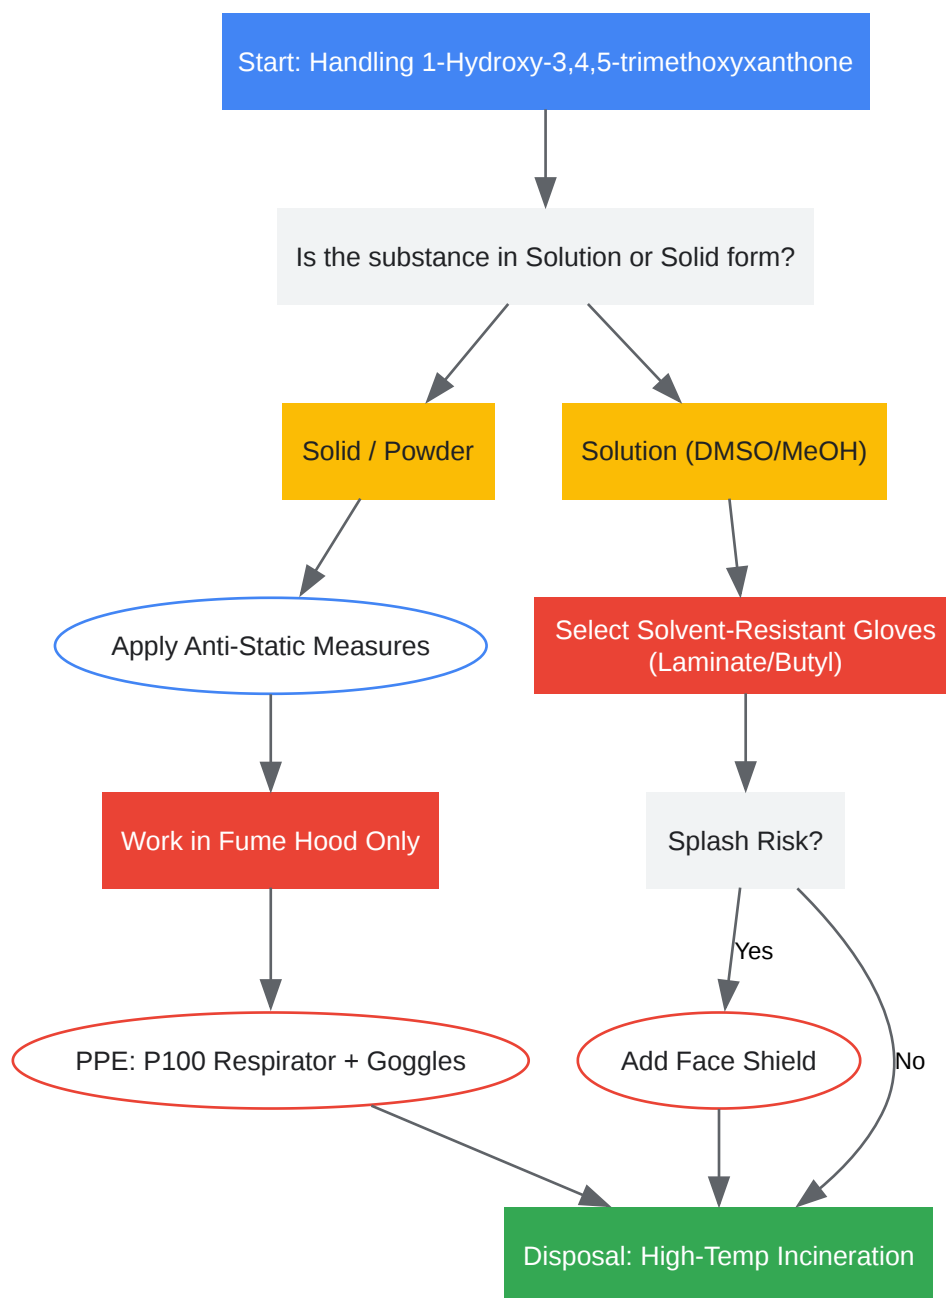 Start: Handling 1-Hydroxy-3,4,5-trimethoxyxanthone
Is the substance in Solution or Solid form?
Solid / Powder
Solution (DMSO/MeOH)
Apply Anti-Static Measures
Select Solvent-Resistant Gloves
(Laminate/Butyl)
Work in Fume Hood Only
Splash Risk?
Yes
PPE: P100 Respirator + Goggles
Add Face Shield
No
Disposal: High-Temp Incineration